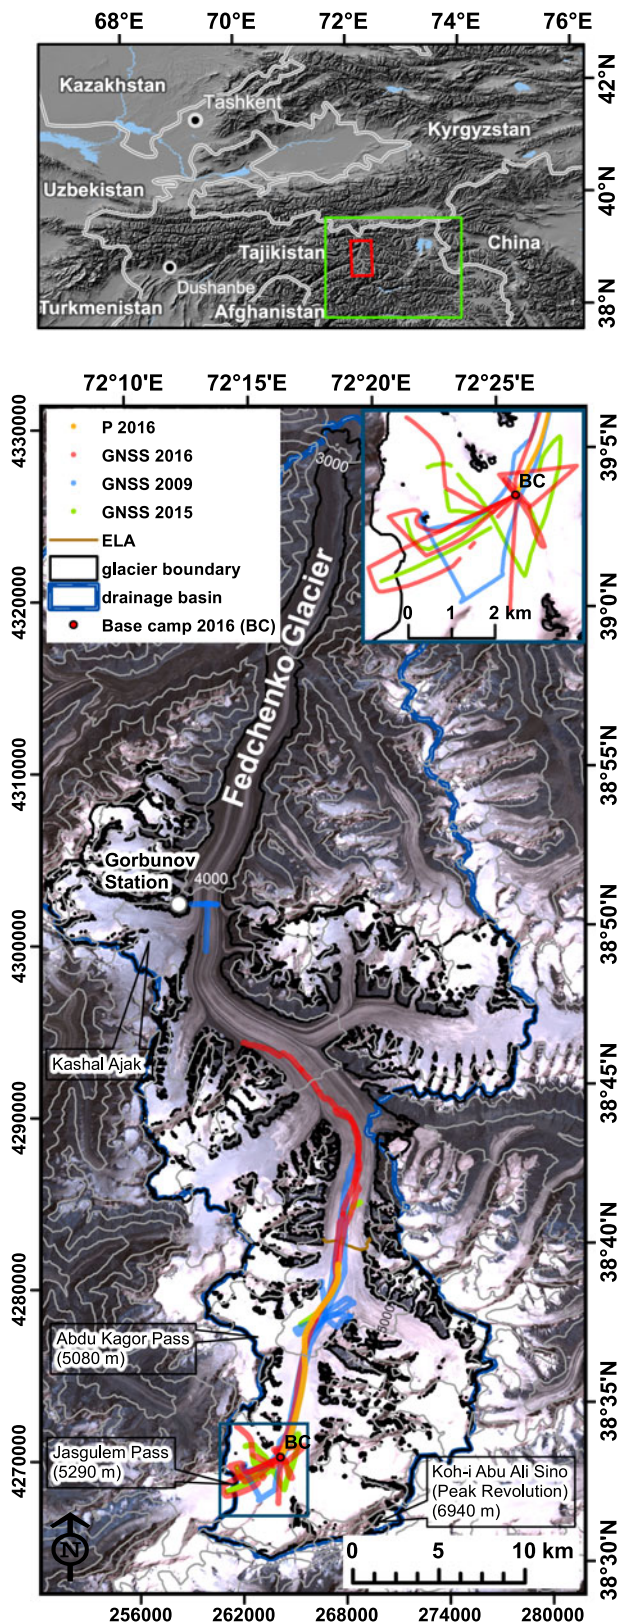 68°E 70°E 72°E 74°E 76°E
42°N
Kazakhstan
Tashkent
Kyrgyzstan
Uzbekistan
40°N
Tajikistan
China
Dushanbe
Turkmenistan
Afghanistan
38°N
72°10'E 72°15'E 72°20'E 72°25'E
4330000
P 2016
GNSS 2016
GNSS 2009
GNSS 2015
ELA
glacier boundary
drainage basin
Base camp 2016 (BC)
3000
BC
0 1 2 km
39°5'N
39°0'N
4320000
Fedchenko Glacier
4310000
38°55'N
Gorbunov
Station
4000
38°50'N
4300000
Kashal Ajak
38°45'N
4290000
38°40'N
4280000
5000
Abdu Kagor Pass
(5080 m)
38°35'N
BC
4270000
Jasgulem Pass
(5290 m)
Koh-i Abu Ali Sino
(Peak Revolution)
(6940 m)
N
0 5 10 km
38°30'N
256000 262000 268000 274000 280000